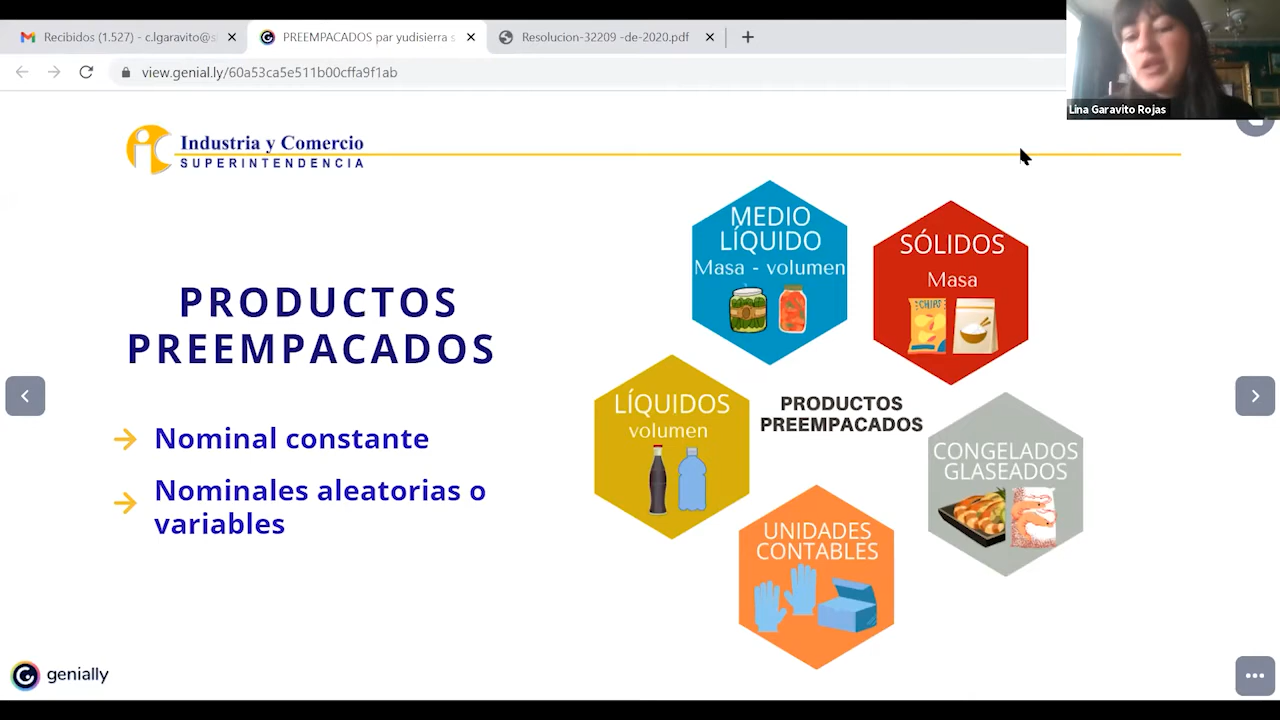 Recibidos (1.527) - c.lgaravito@s
PREEMPACADOS par yudisierra s
Resolucion-32209 -de-2020.pdf
view.genial.ly/60a53ca5e511b00cffa9f1ab
Lina Garavito Rojas
Industria y Comercio
SUPERINTENDENCIA
PRODUCTOS
PREEMPACADOS
Nominal constante
Nominales aleatorias o
variables
MEDIO
LÍQUIDO
Masa - volumen
SÓLIDOS
Masa
CHIPS
LÍQUIDOS
volumen
PRODUCTOS
PREEMPACADOS
CONGELADOS
GLASEADOS
UNIDADES
CONTABLES
genially